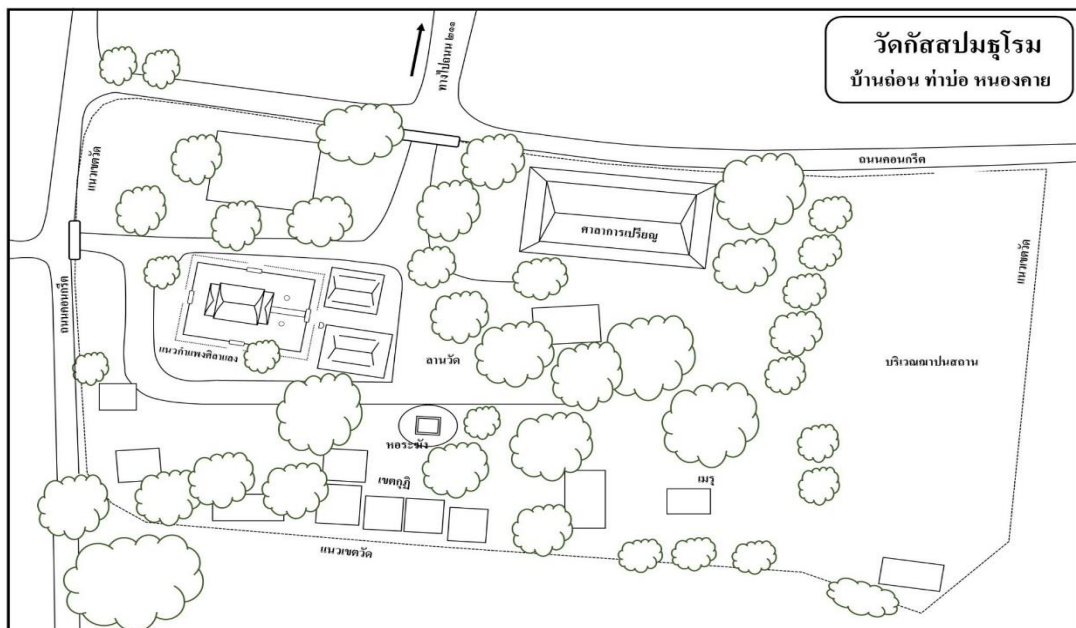 วัดกัสสปมธุโรม
บ้านถ่อน ท่าบ่อ หนองคาย
ทางไปถนน ๒๑๑
ถนนคอนกรีต
แนวเขตวัด
ศาลาการเปรียญ
แนวเขตวัด
ถนนคอนกรีต
แนวกำแพงศิลาแลง
ลานวัด
บริเวณฌาปนสถาน
หอระฆัง
เขตกุฏิ
เมรุ
แนวเขตวัด